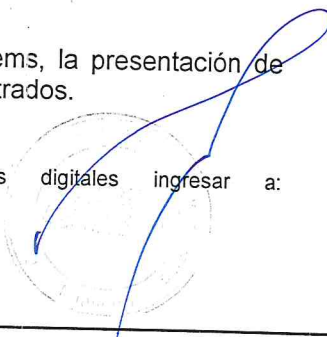 ems, la presentación de
trados.
s digitales ingresar a: